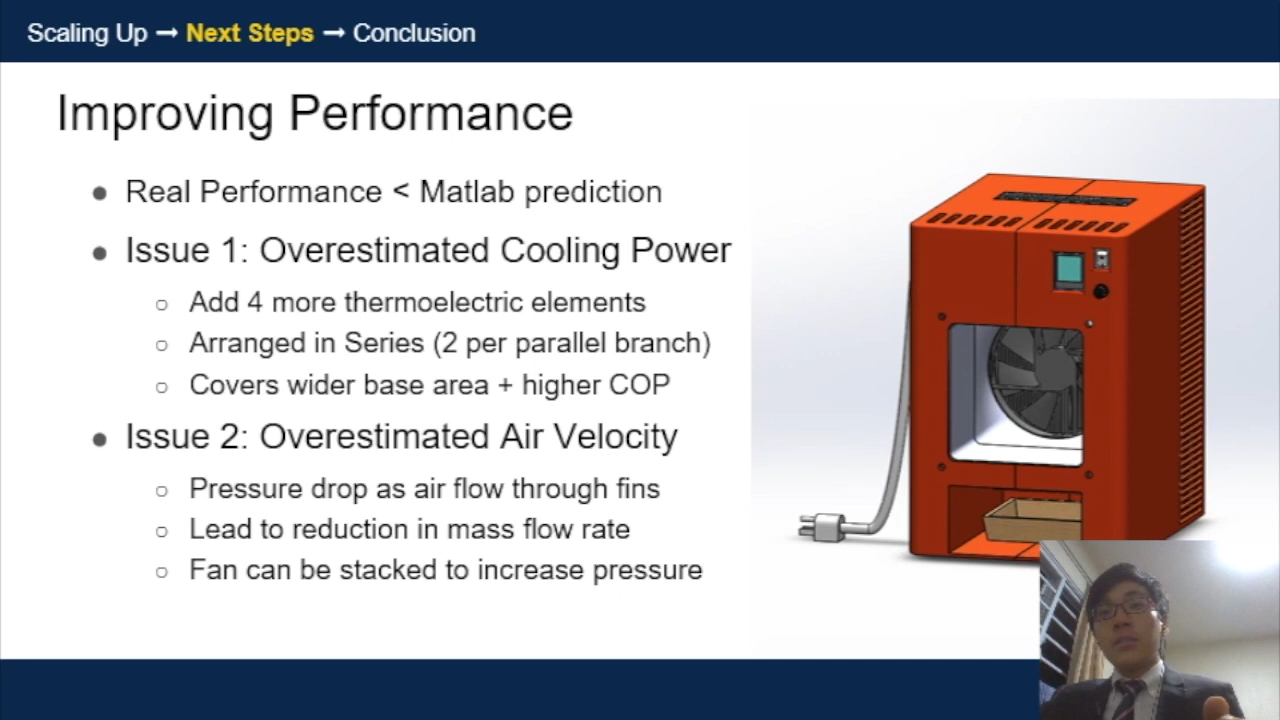 Scaling Up → Next Steps → Conclusion
Improving Performance
● Real Performance < Matlab prediction
● Issue 1: Overestimated Cooling Power
○ Add 4 more thermoelectric elements
○ Arranged in Series (2 per parallel branch)
○ Covers wider base area + higher COP
● Issue 2: Overestimated Air Velocity
○ Pressure drop as air flow through fins
○ Lead to reduction in mass flow rate
○ Fan can be stacked to increase pressure